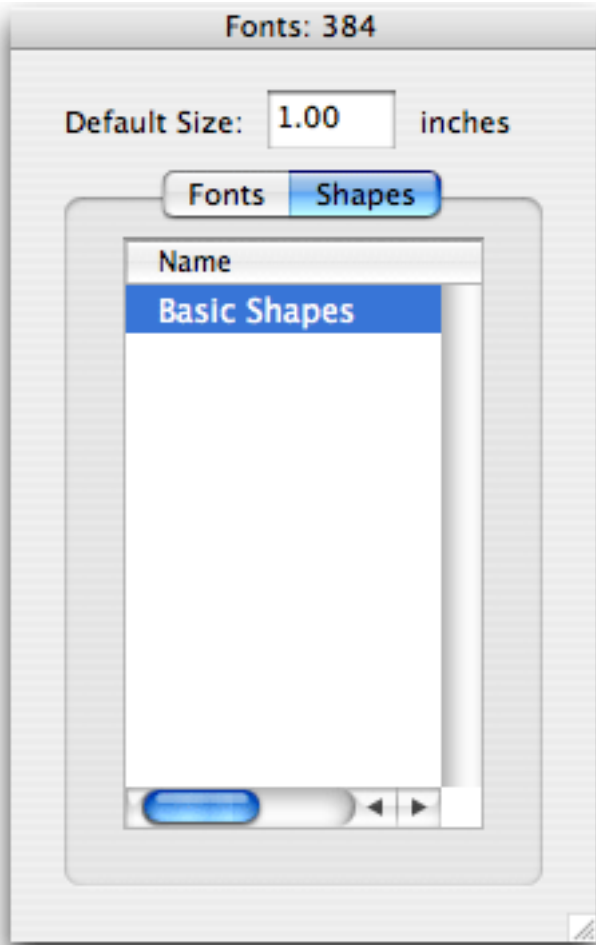 Fonts: 384
Default Size: 1.00 inches
Fonts Shapes
Name
Basic Shapes